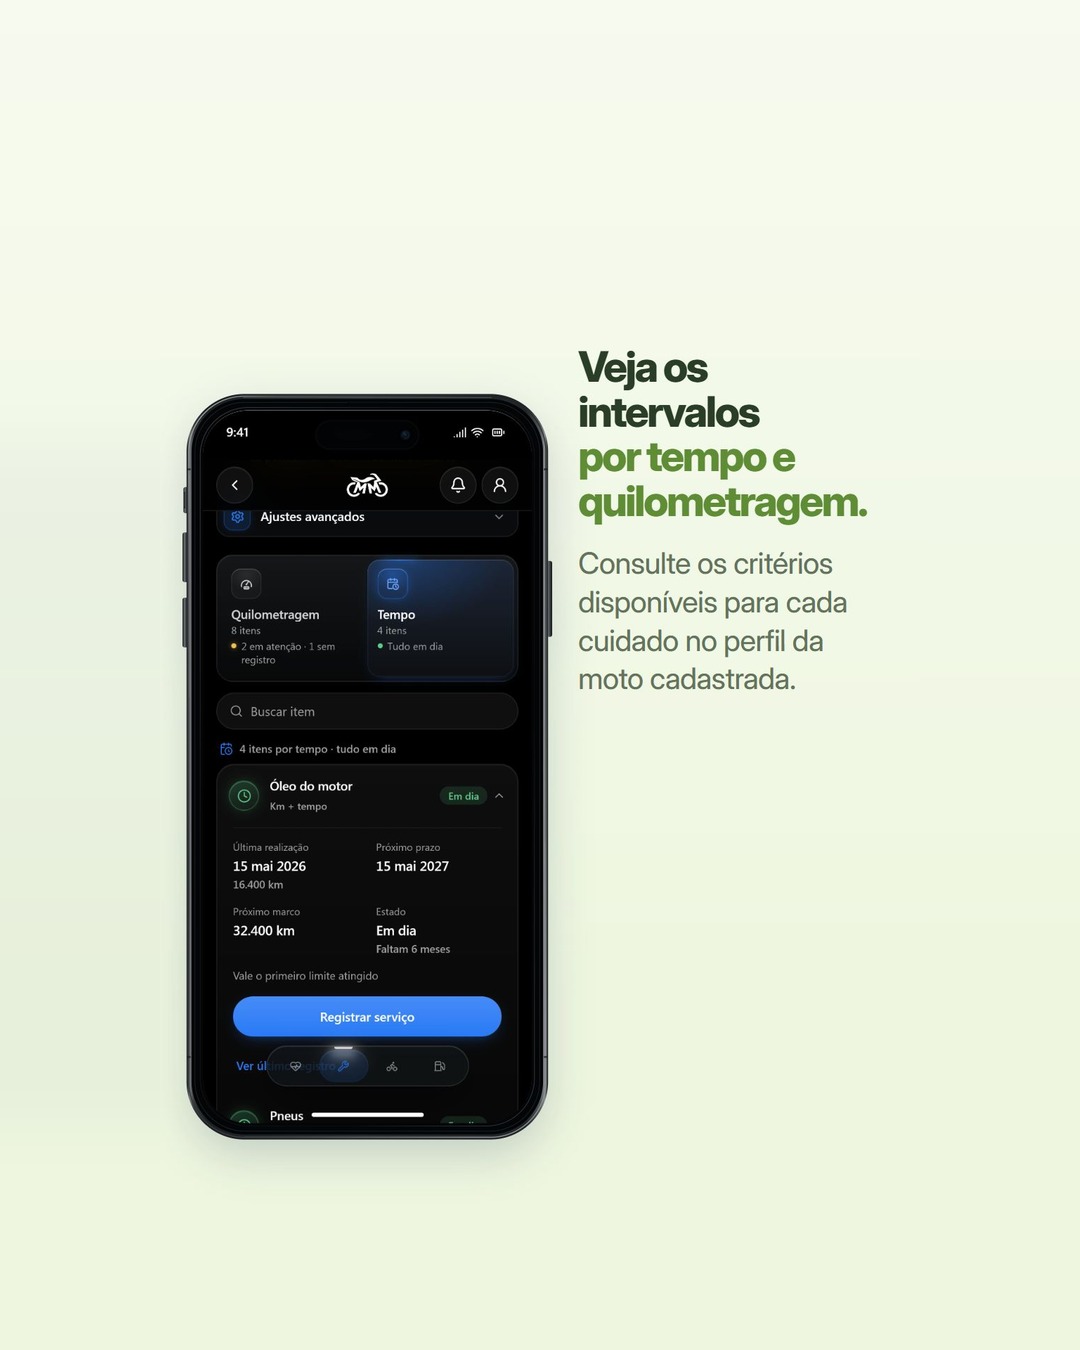 Veja os
intervalos
por tempo e
quilometragem.
Consulte os critérios
disponíveis para cada
cuidado no perfil da
moto cadastrada.
9:41
MM
Ajustes avançados
Quilometragem
8 itens
2 em atenção · 1 sem
registro
Tempo
4 itens
Tudo em dia
Buscar item
4 itens por tempo · tudo em dia
Óleo do motor
Km + tempo
Em dia
Última realização
15 mai 2026
16.400 km
Próximo prazo
15 mai 2027
Próximo marco
32.400 km
Estado
Em dia
Faltam 6 meses
Vale o primeiro limite atingido
Registrar serviço
Ver último registro
Pneus